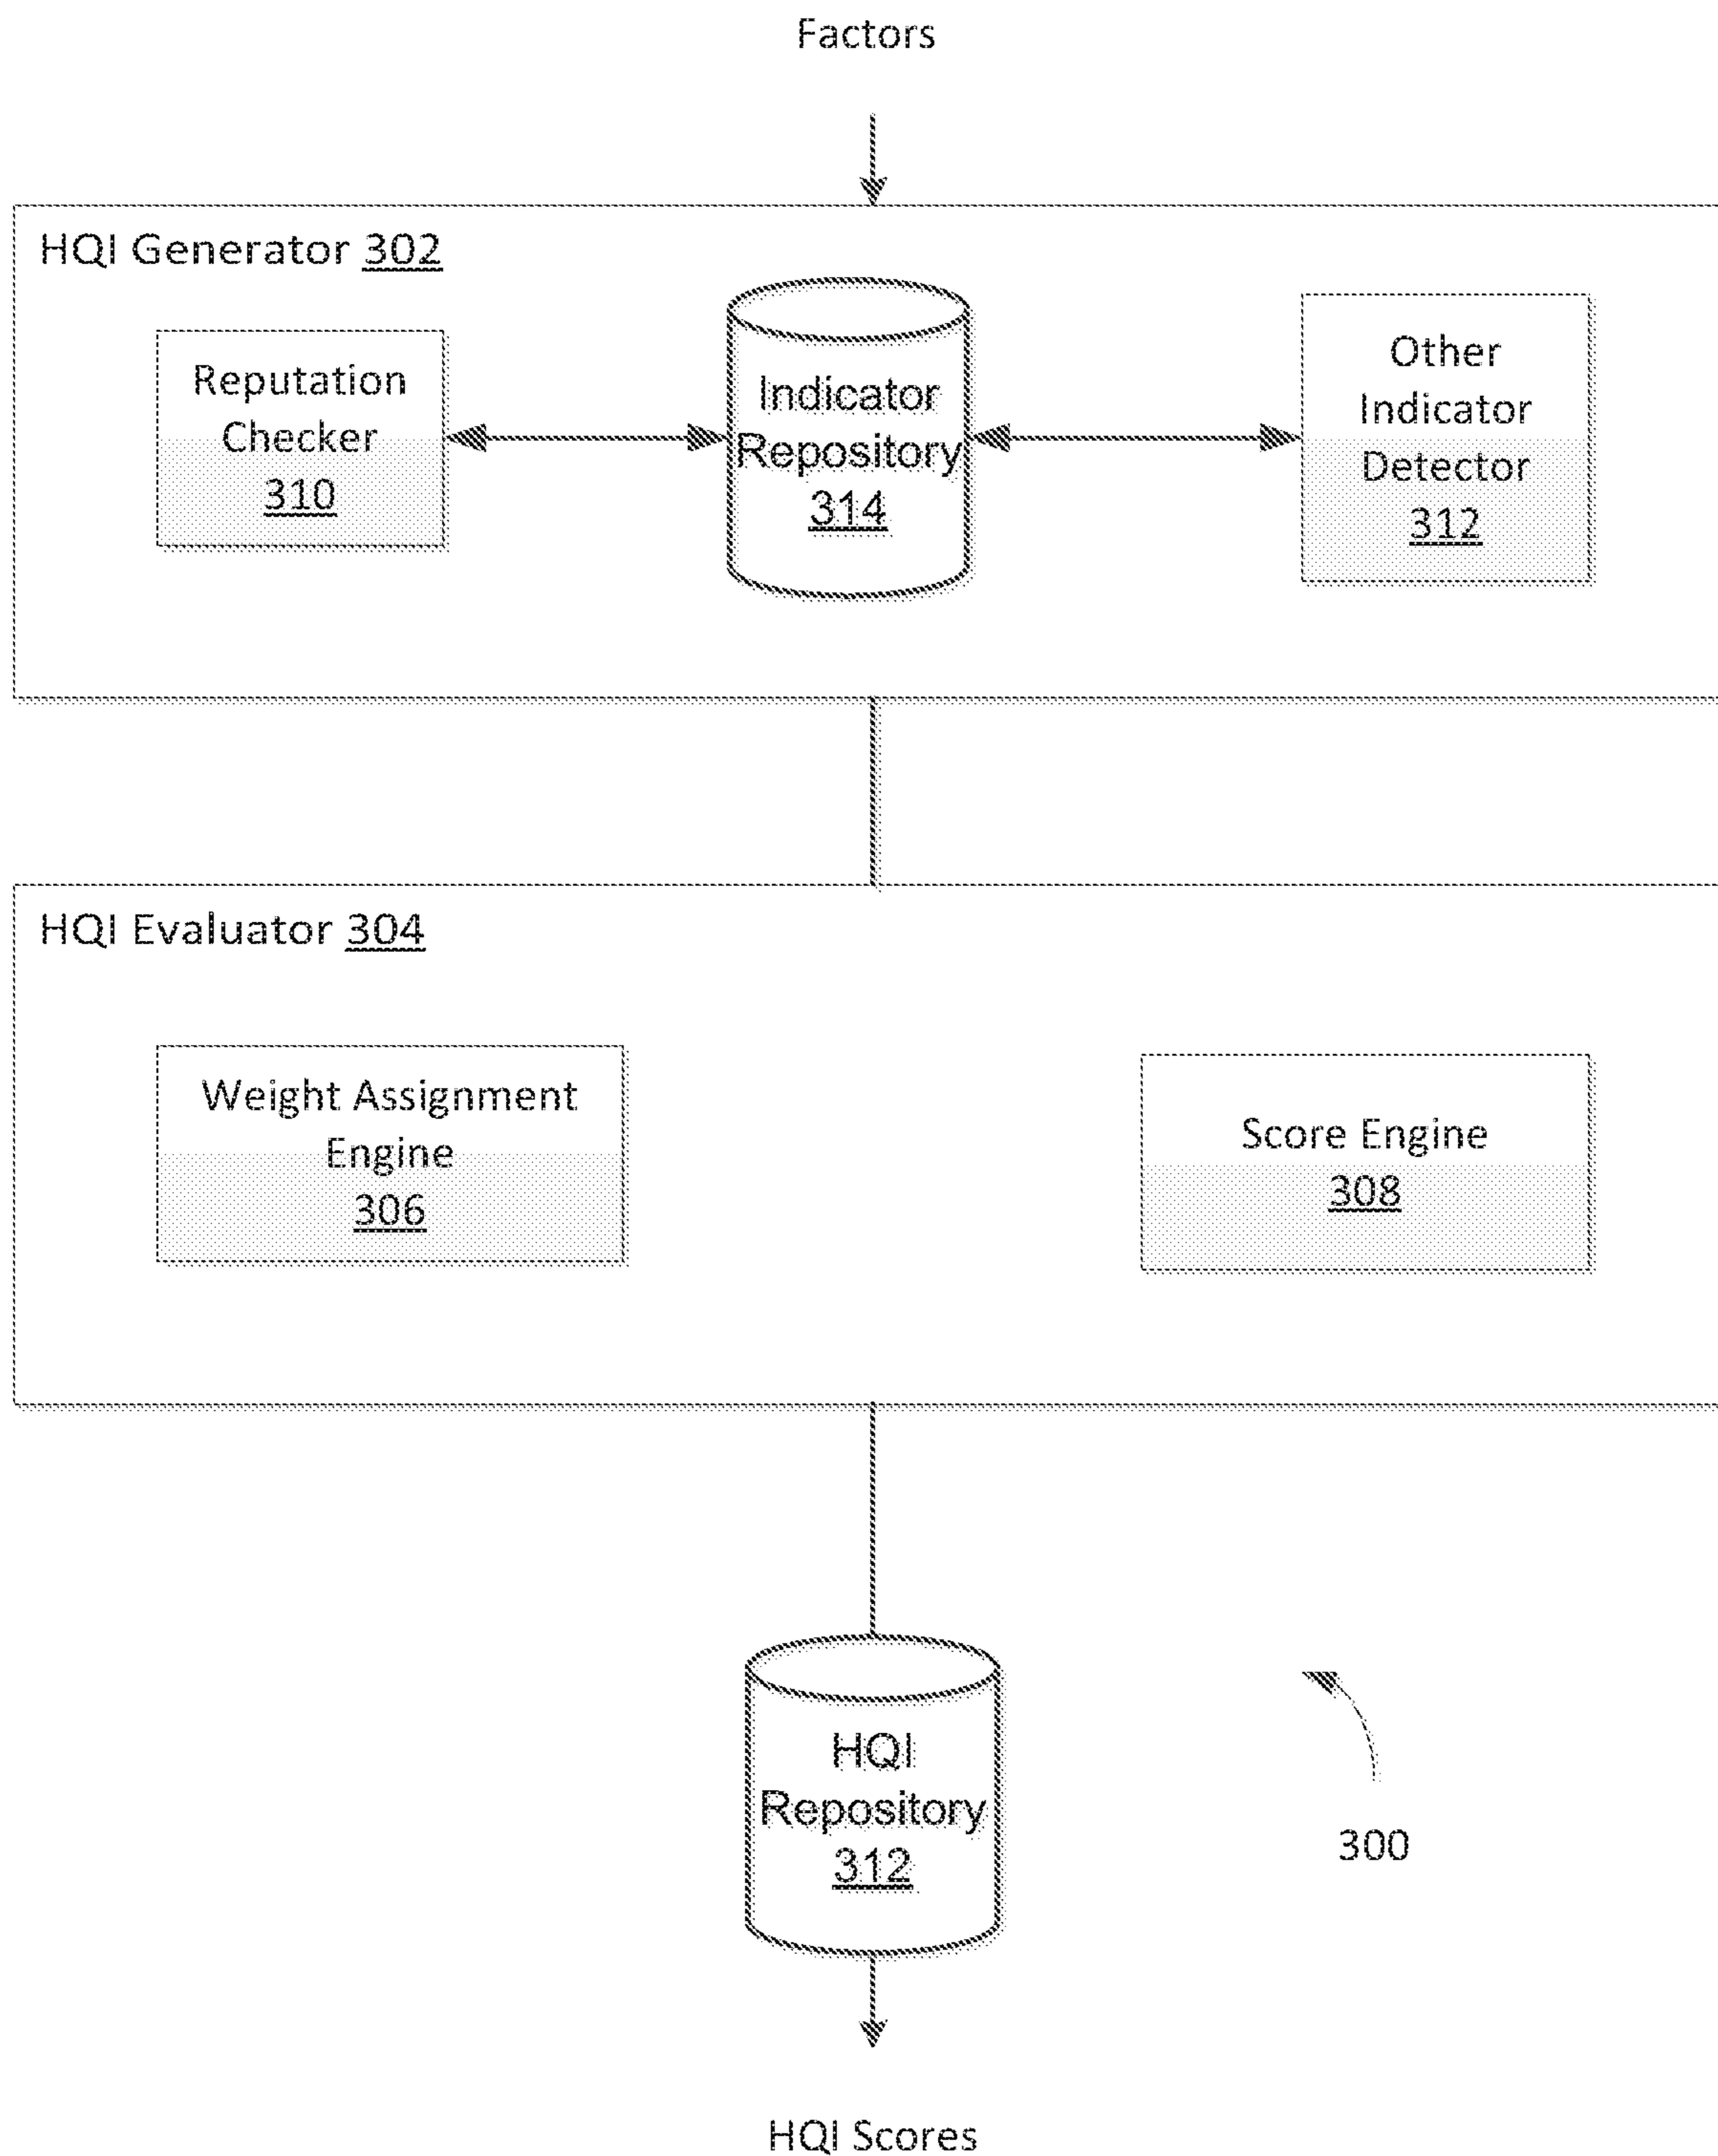 Factors
HQI Generator 302
Reputation
Checker
310
Indicator
Repository
314
Other
Indicator
Detector
312
HQI Evaluator 304
Weight Assignment
Engine
306
Score Engine
308
HQI
Repository
312
300
HQI Scores